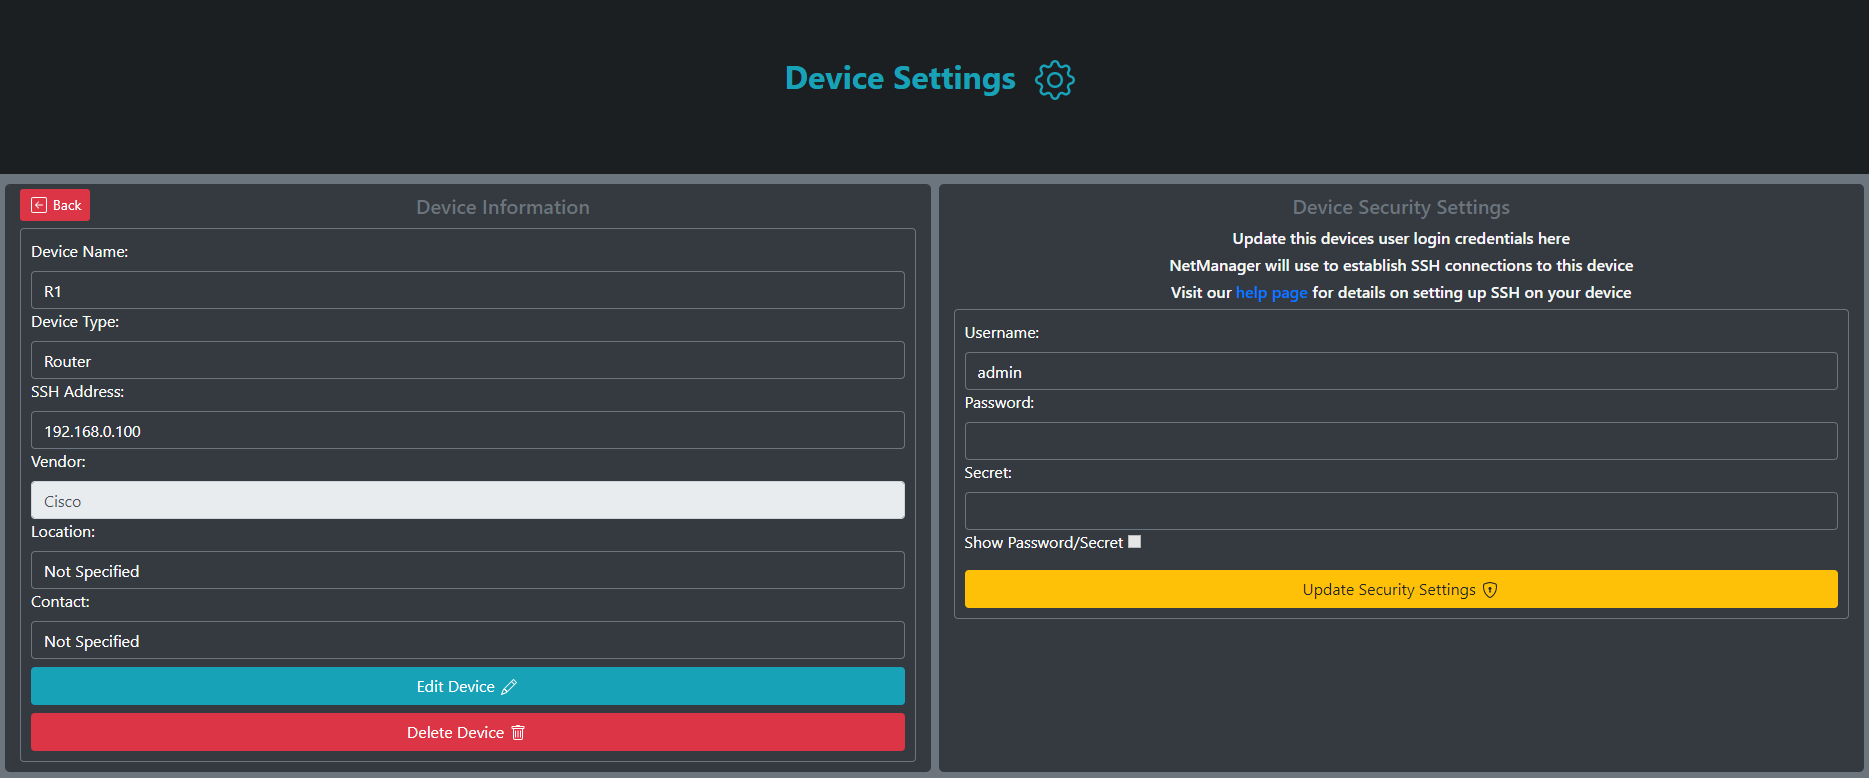 Device Settings
Back
Device Information
Device Name:
R1
Device Type:
Router
SSH Address:
192.168.0.100
Vendor:
Cisco
Location:
Not Specified
Contact:
Not Specified
Edit Device
Delete Device
Device Security Settings
Update this devices user login credentials here
NetManager will use to establish SSH connections to this device
Visit our help page for details on setting up SSH on your device
Username:
admin
Password:
Secret:
Show Password/Secret
Update Security Settings